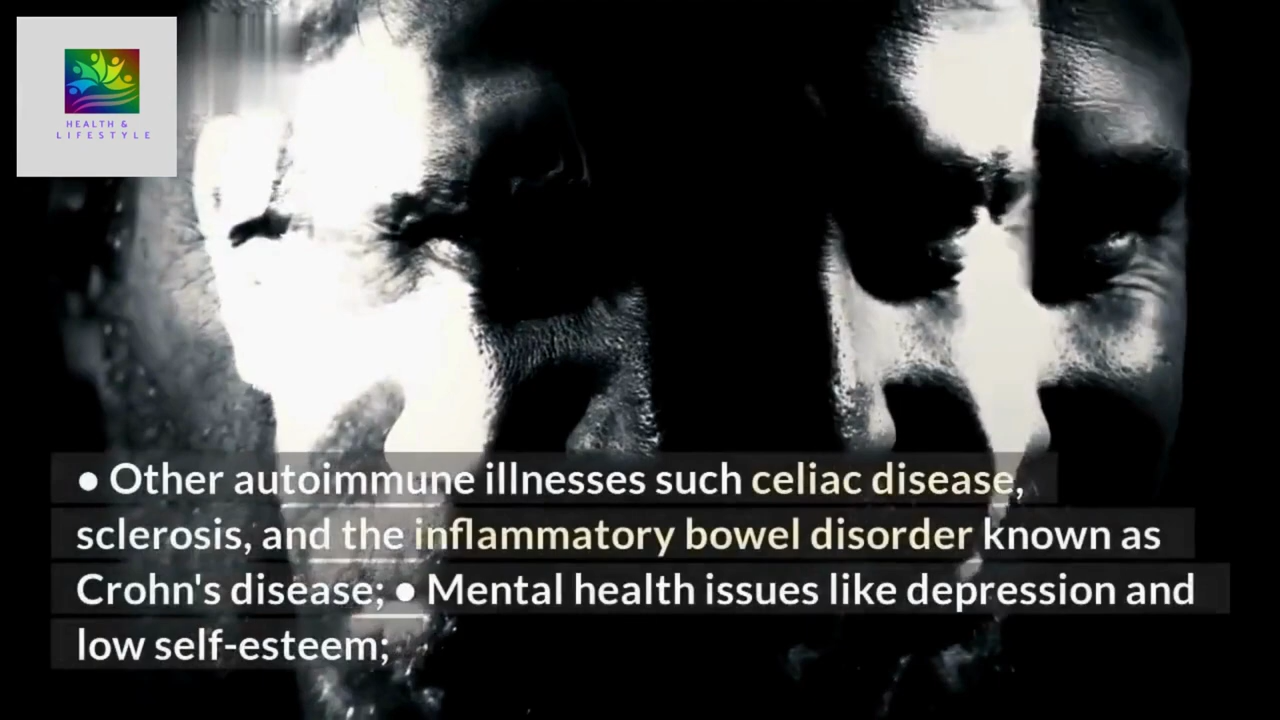 HEALTH &
LIFESTYLE
● Other autoimmune illnesses such celiac disease,
sclerosis, and the inflammatory bowel disorder known as
Crohn's disease; ● Mental health issues like depression and
low self-esteem;